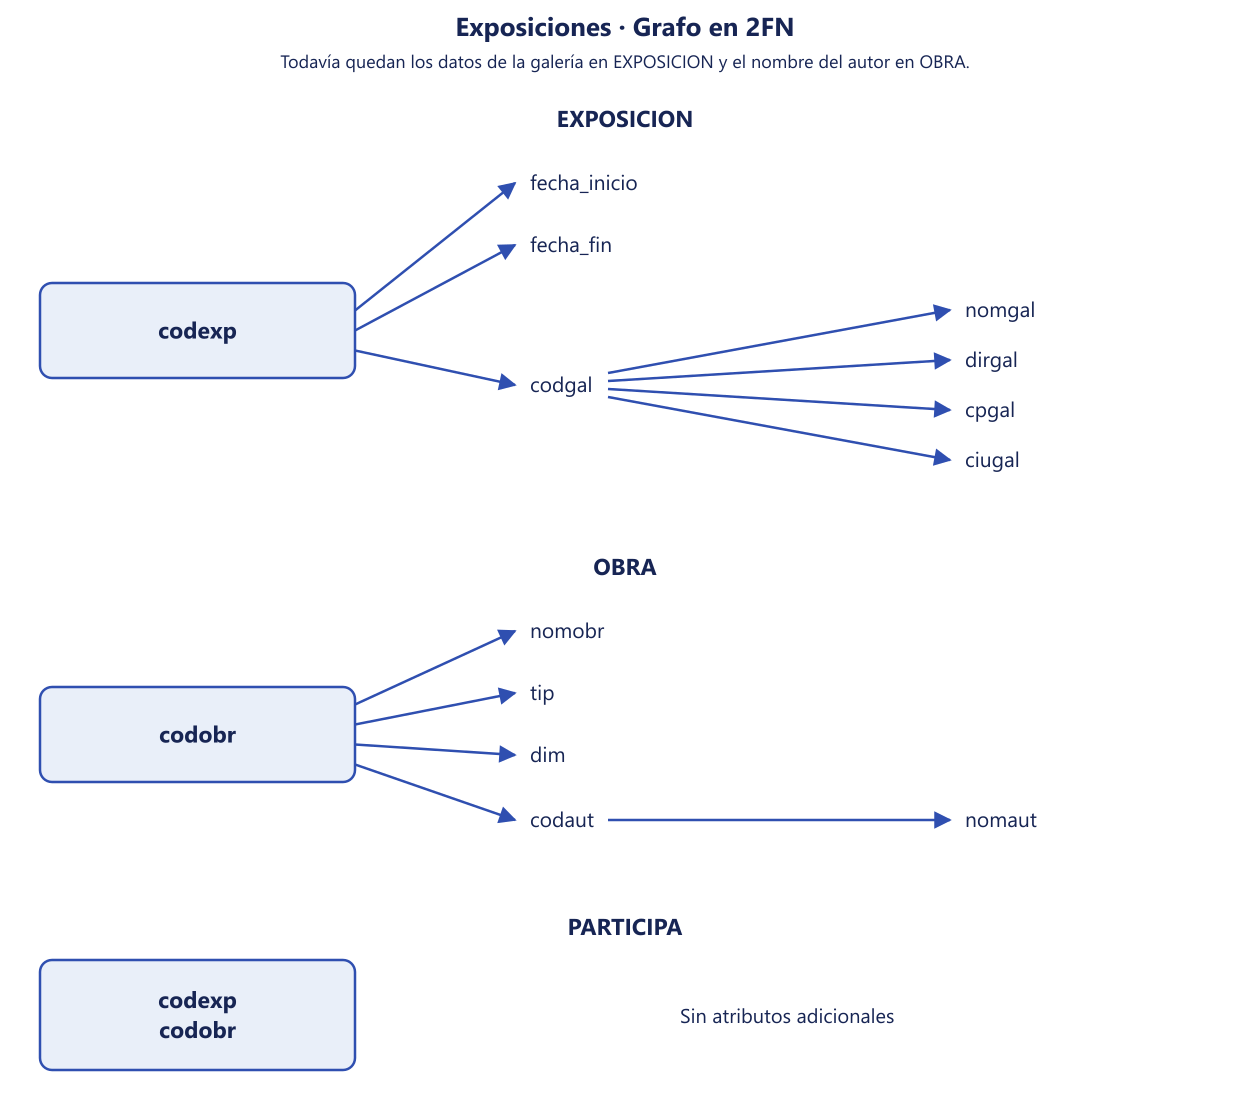 Exposiciones · Grafo en 2FN
Todavía quedan los datos de la galería en EXPOSICION y el nombre del autor en OBRA.
EXPOSICION
fecha_inicio
fecha_fin
codexp
codgal
nomgal
dirgal
cpgal
ciugal
OBRA
nomobr
tip
codobr
dim
codaut
nomaut
PARTICIPA
codexp
codobr
Sin atributos adicionales